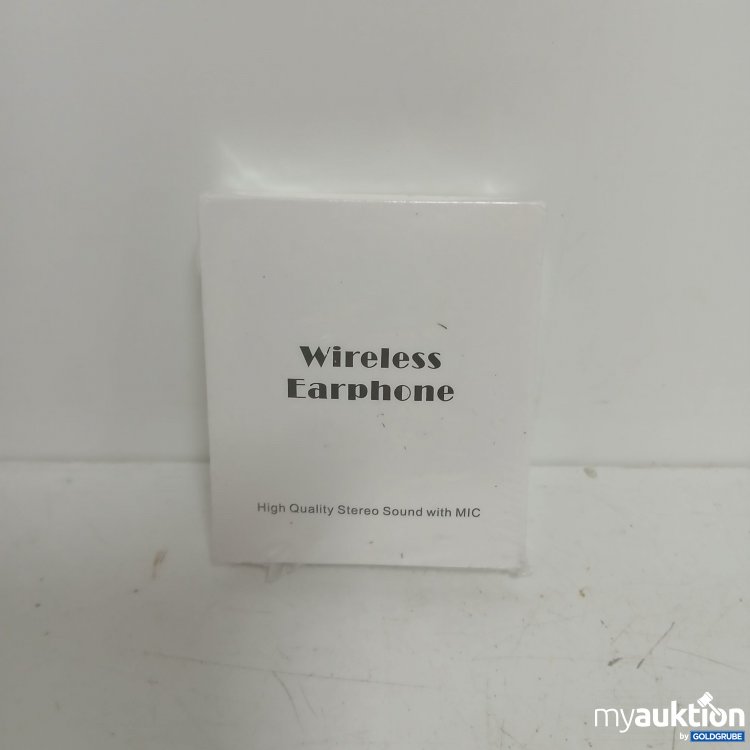 Wireless
Earphone
High Quality Stereo Sound with MIC
myauktion
by GOLDGRUBE